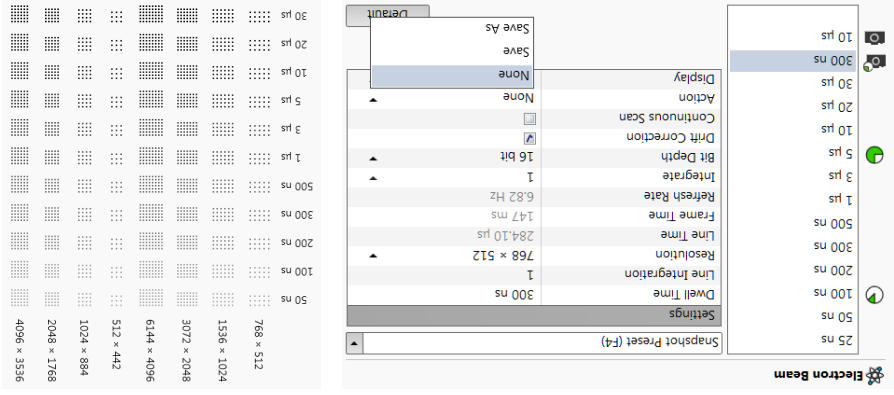 Electron Beam
25 ns
50 ns
100 ns
200 ns
300 ns
500 ns
1 µs
3 µs
5 µs
10 µs
20 µs
30 µs
300 ns
10 µs
Snapshot Preset (F4)
Settings
Dwell Time 300 ns
Line Integration 1
Resolution 768 × 512
Line Time 284.10 µs
Frame Time 147 ms
Refresh Rate 6.82 Hz
Integrate 1
Bit Depth 16 bit
Drift Correction
Continuous Scan
Action None
Display
None
Save
Save As
Default
768 × 512
1536 × 1024
3072 × 2048
6144 × 4096
512 × 442
1024 × 884
2048 × 1768
4096 × 3536
50 ns
100 ns
200 ns
300 ns
500 ns
1 µs
3 µs
5 µs
10 µs
20 µs
30 µs